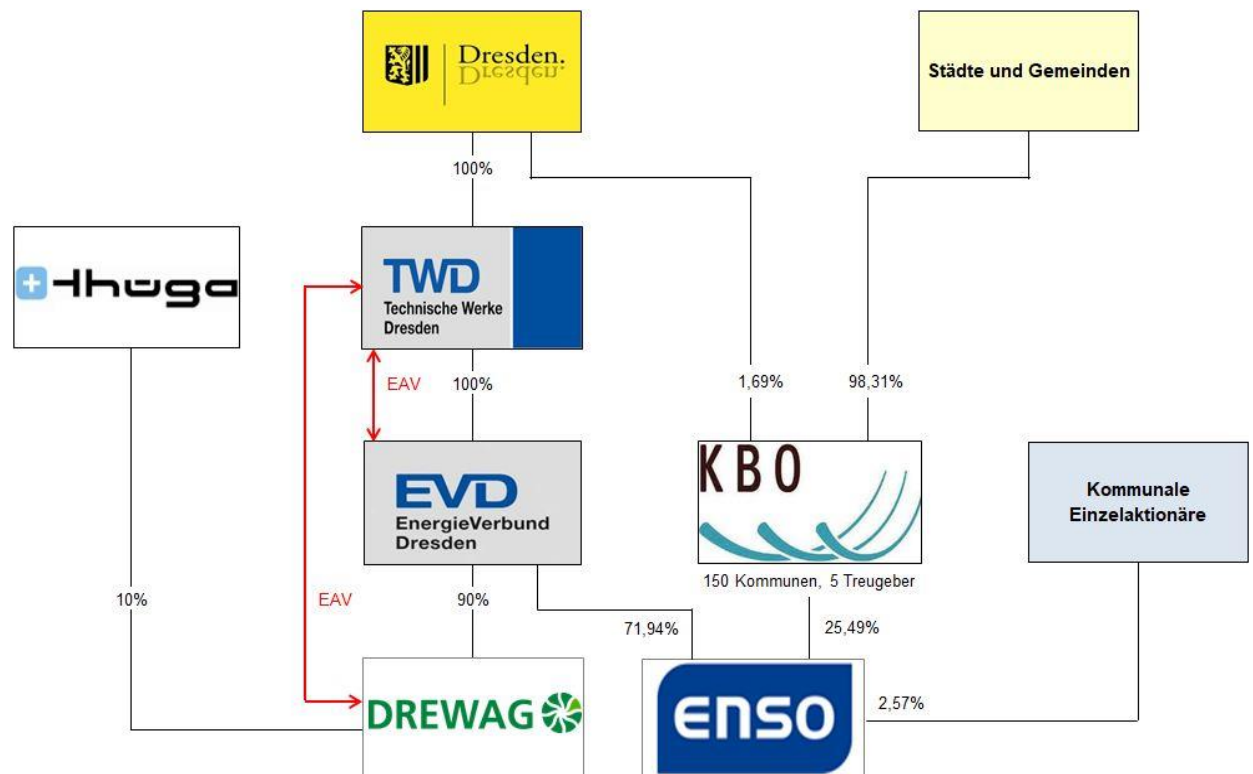 Dresden.
Dresden.
Städte und Gemeinden
100%
thüga
TWD
Technische Werke
Dresden
EAV
100%
1,69%
98,31%
EVD
EnergieVerbund
Dresden
KBO
150 Kommunen, 5 Treugeber
Kommunale
Einzelaktionäre
10%
EAV
90%
71,94%
25,49%
DREWAG
enso
2,57%